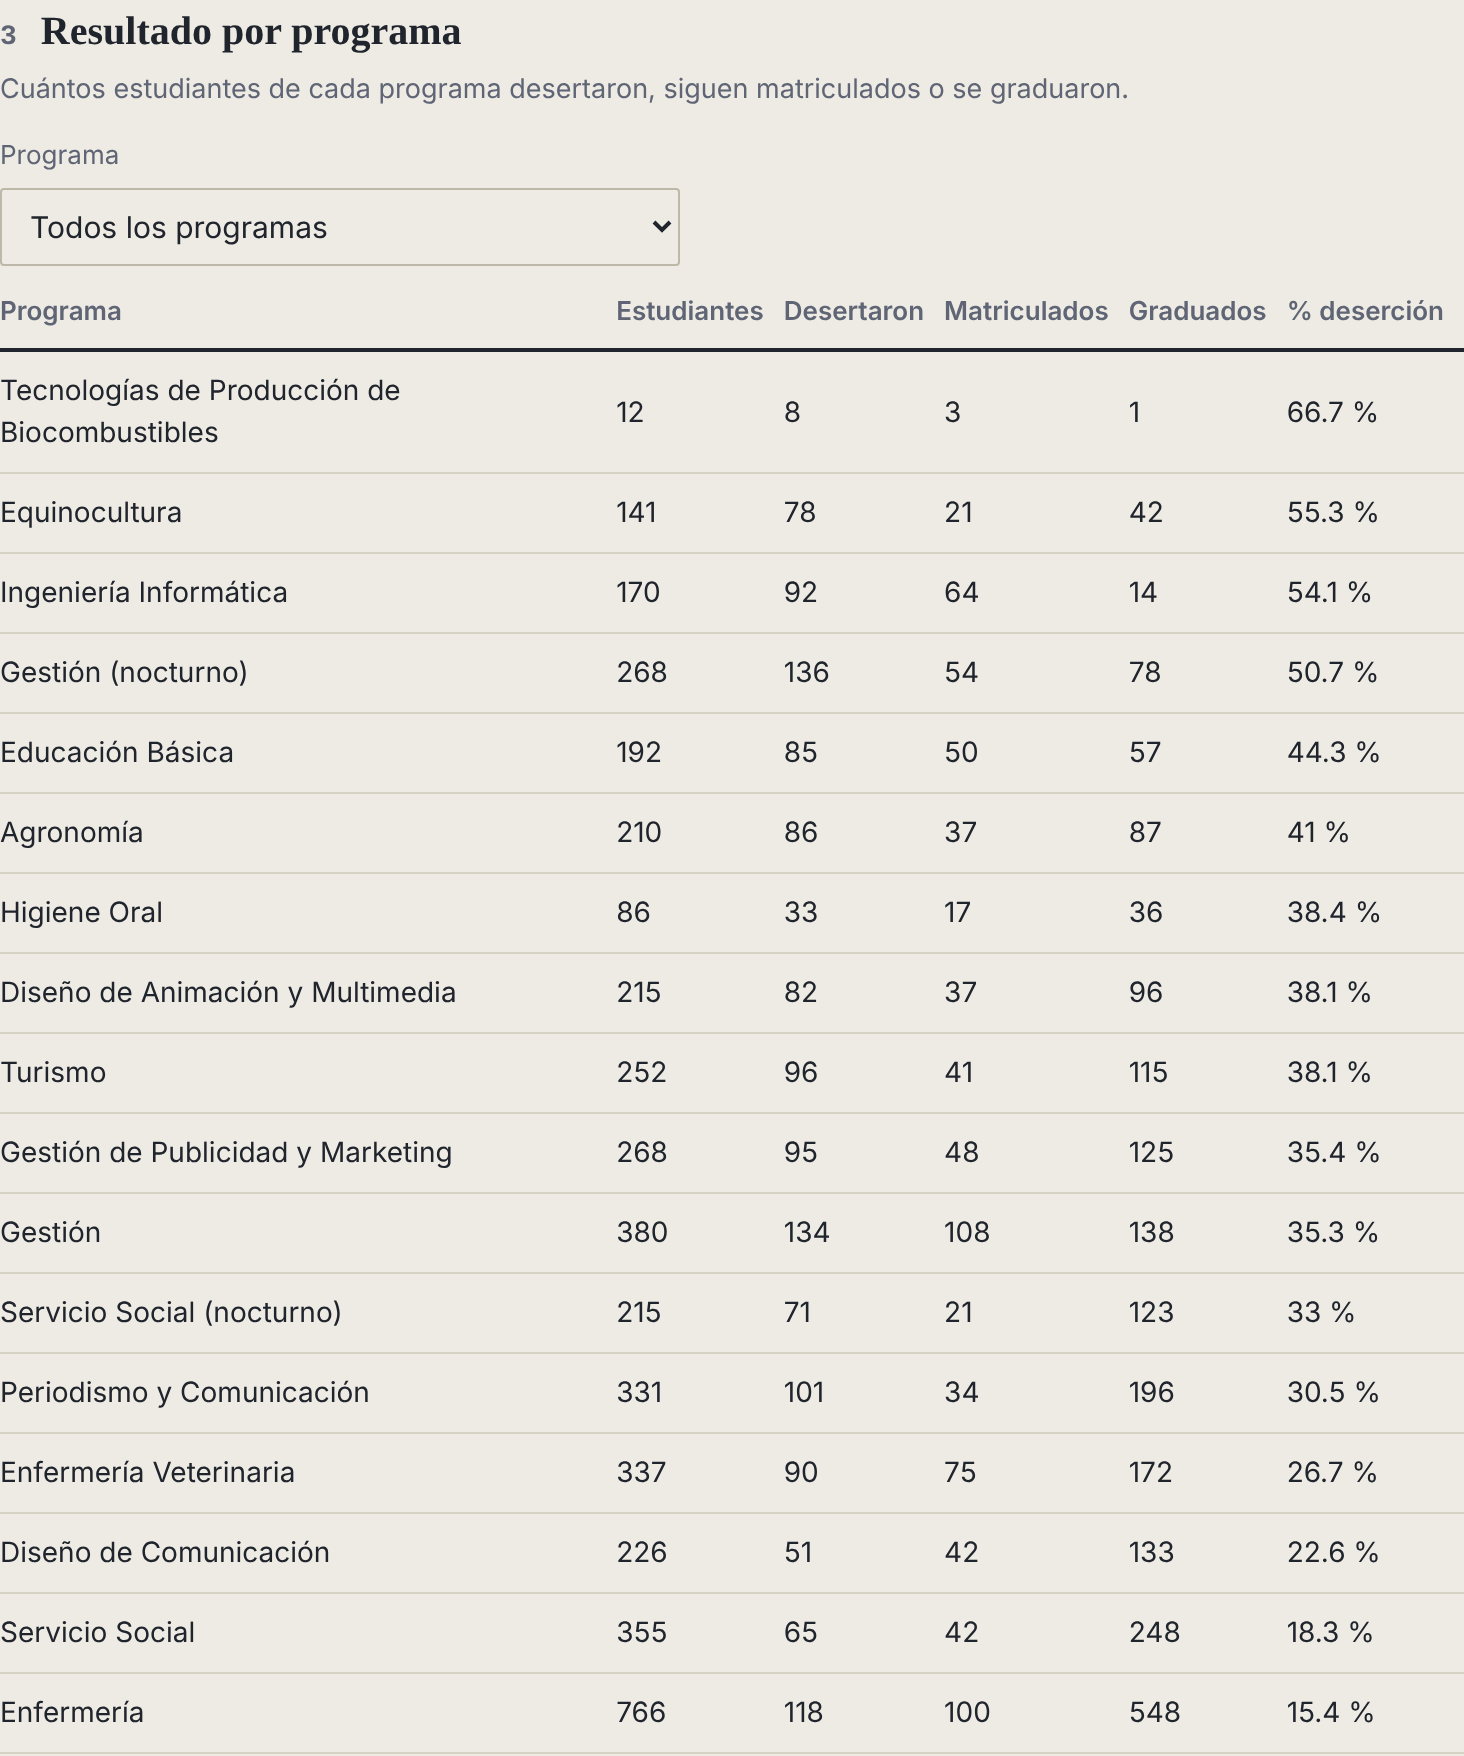 3 Resultado por programa
Cuántos estudiantes de cada programa desertaron, siguen matriculados o se graduaron.
Programa
Todos los programas
Programa Estudiantes Desertaron Matriculados Graduados % deserción
Tecnologías de Producción de
Biocombustibles 12 8 3 1 66.7 %
Equinocultura 141 78 21 42 55.3 %
Ingeniería Informática 170 92 64 14 54.1 %
Gestión (nocturno) 268 136 54 78 50.7 %
Educación Básica 192 85 50 57 44.3 %
Agronomía 210 86 37 87 41 %
Higiene Oral 86 33 17 36 38.4 %
Diseño de Animación y Multimedia 215 82 37 96 38.1 %
Turismo 252 96 41 115 38.1 %
Gestión de Publicidad y Marketing 268 95 48 125 35.4 %
Gestión 380 134 108 138 35.3 %
Servicio Social (nocturno) 215 71 21 123 33 %
Periodismo y Comunicación 331 101 34 196 30.5 %
Enfermería Veterinaria 337 90 75 172 26.7 %
Diseño de Comunicación 226 51 42 133 22.6 %
Servicio Social 355 65 42 248 18.3 %
Enfermería 766 118 100 548 15.4 %